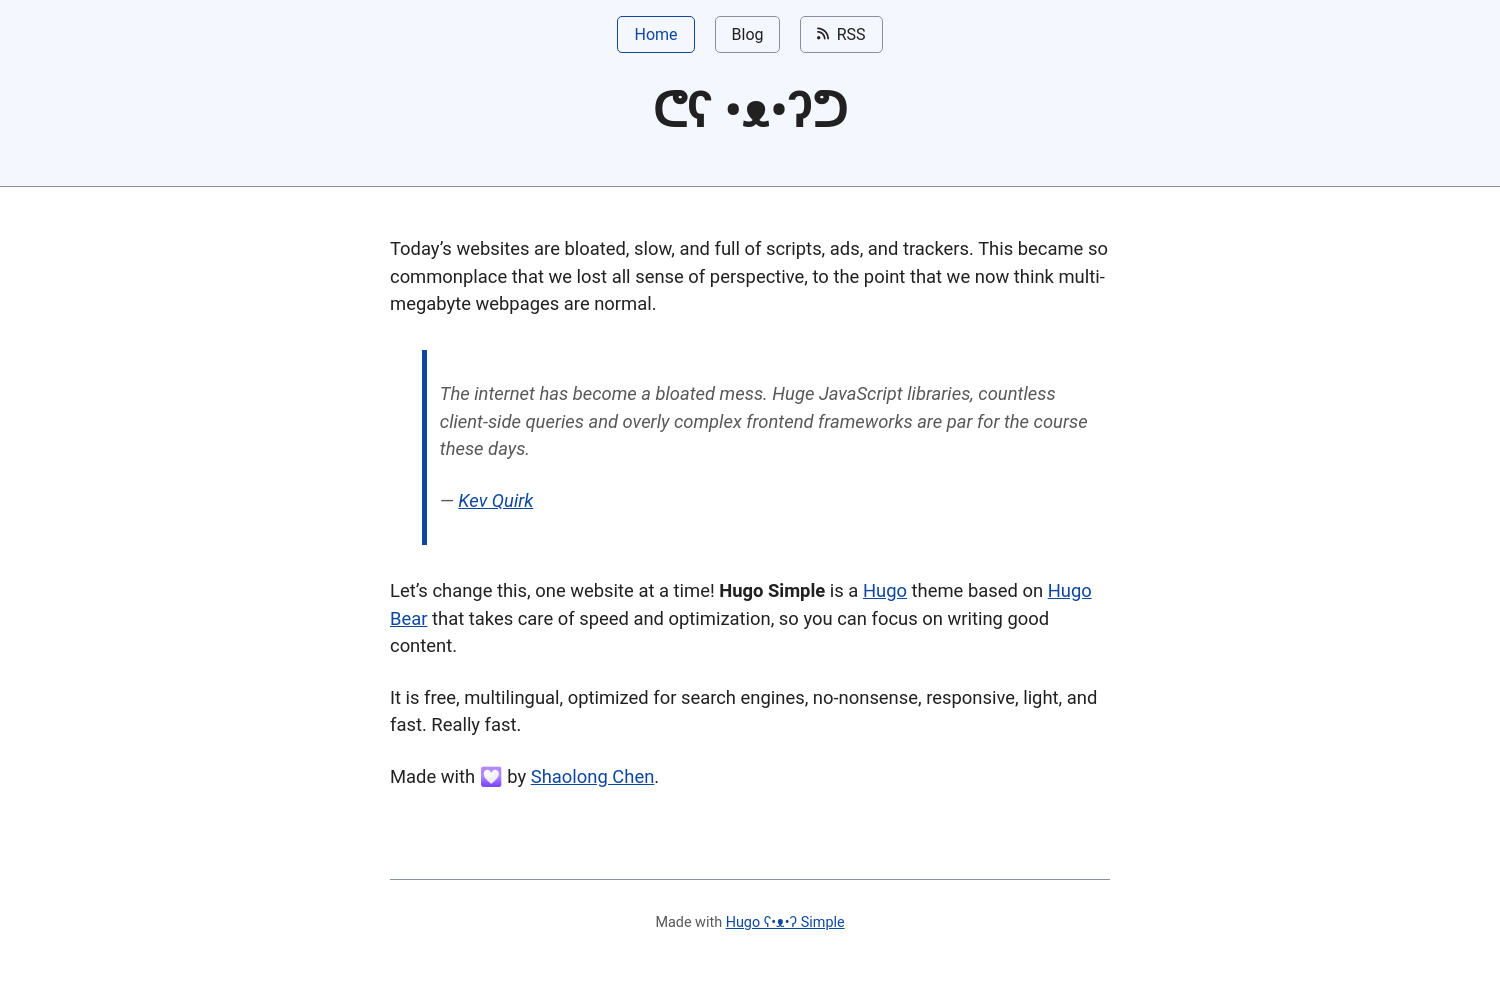 Home Blog RSS
ᕦʕ •ᴥ•ʔᕤ
Today’s websites are bloated, slow, and full of scripts, ads, and trackers. This became so
commonplace that we lost all sense of perspective, to the point that we now think multi-
megabyte webpages are normal.
The internet has become a bloated mess. Huge JavaScript libraries, countless
client-side queries and overly complex frontend frameworks are par for the course
these days.
— Kev Quirk
Let’s change this, one website at a time! Hugo Simple is a Hugo theme based on Hugo
Bear that takes care of speed and optimization, so you can focus on writing good
content.
It is free, multilingual, optimized for search engines, no-nonsense, responsive, light, and
fast. Really fast.
Made with 💟 by Shaolong Chen.
Made with Hugo ʕ•ᴥ•ʔ Simple